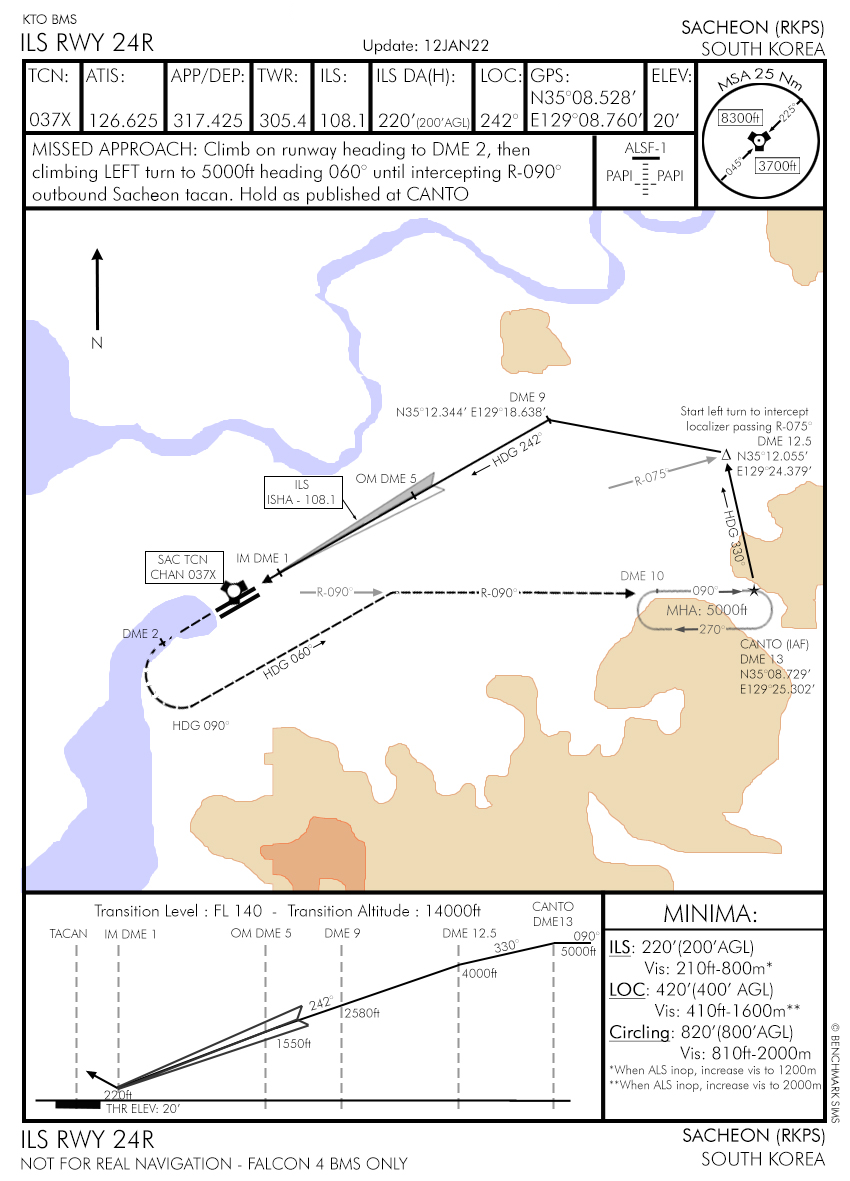 KTO BMS
ILS RWY 24R
Update: 12JAN22
SACHEON (RKPS)
SOUTH KOREA
TCN:
037X
ATIS:
126.625
APP/DEP:
317.425
TWR:
305.4
ILS:
108.1
ILS DA(H):
220'(200'AGL)
LOC:
242°
GPS:
N35°08.528'
E129°08.760'
ELEV:
20'
MSA 25 Nm
8300ft
225°
045°
3700ft
MISSED APPROACH: Climb on runway heading to DME 2, then
climbing LEFT turn to 5000ft heading 060° until intercepting R-090°
outbound Sacheon tacan. Hold as published at CANTO
ALSF-1
PAPI PAPI
N
DME 9
N35°12.344' E129°18.638'
Start left turn to intercept
localizer passing R-075°
DME 12.5
N35°12.055'
E129°24.379'
HDG 242°
R-075°
OM DME 5
ILS
ISHA - 108.1
HDG 330°
SAC TCN
CHAN 037X
IM DME 1
DME 10
R-090°
R-090°
090°
MHA: 5000ft
270°
DME 2
HDG 060°
CANTO (IAF)
DME 13
N35°08.729'
E129°25.302'
HDG 090°
Transition Level : FL 140 - Transition Altitude : 14000ft
CANTO
DME13
TACAN
IM DME 1
OM DME 5
DME 9
DME 12.5
090°
330°
5000ft
4000ft
242°
2580ft
1550ft
220ft
THR ELEV: 20'
MINIMA:
ILS: 220'(200'AGL)
Vis: 210ft-800m*
LOC: 420'(400' AGL)
Vis: 410ft-1600m**
Circling: 820'(800'AGL)
Vis: 810ft-2000m
*When ALS inop, increase vis to 1200m
**When ALS inop, increase vis to 2000m
© BENCHMARK SIMS
ILS RWY 24R
NOT FOR REAL NAVIGATION - FALCON 4 BMS ONLY
SACHEON (RKPS)
SOUTH KOREA